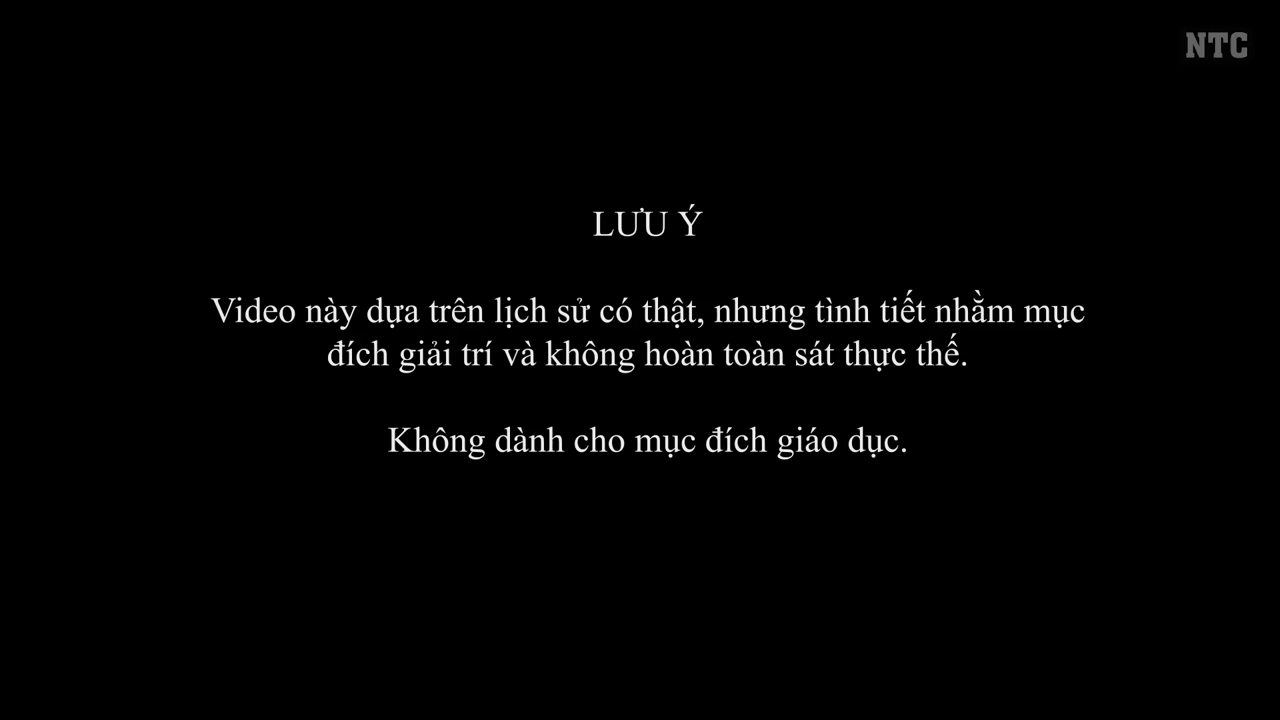 NTC
LƯU Ý
Video này dựa trên lịch sử có thật, nhưng tình tiết nhằm mục
đích giải trí và không hoàn toàn sát thực thế.
Không dành cho mục đích giáo dục.